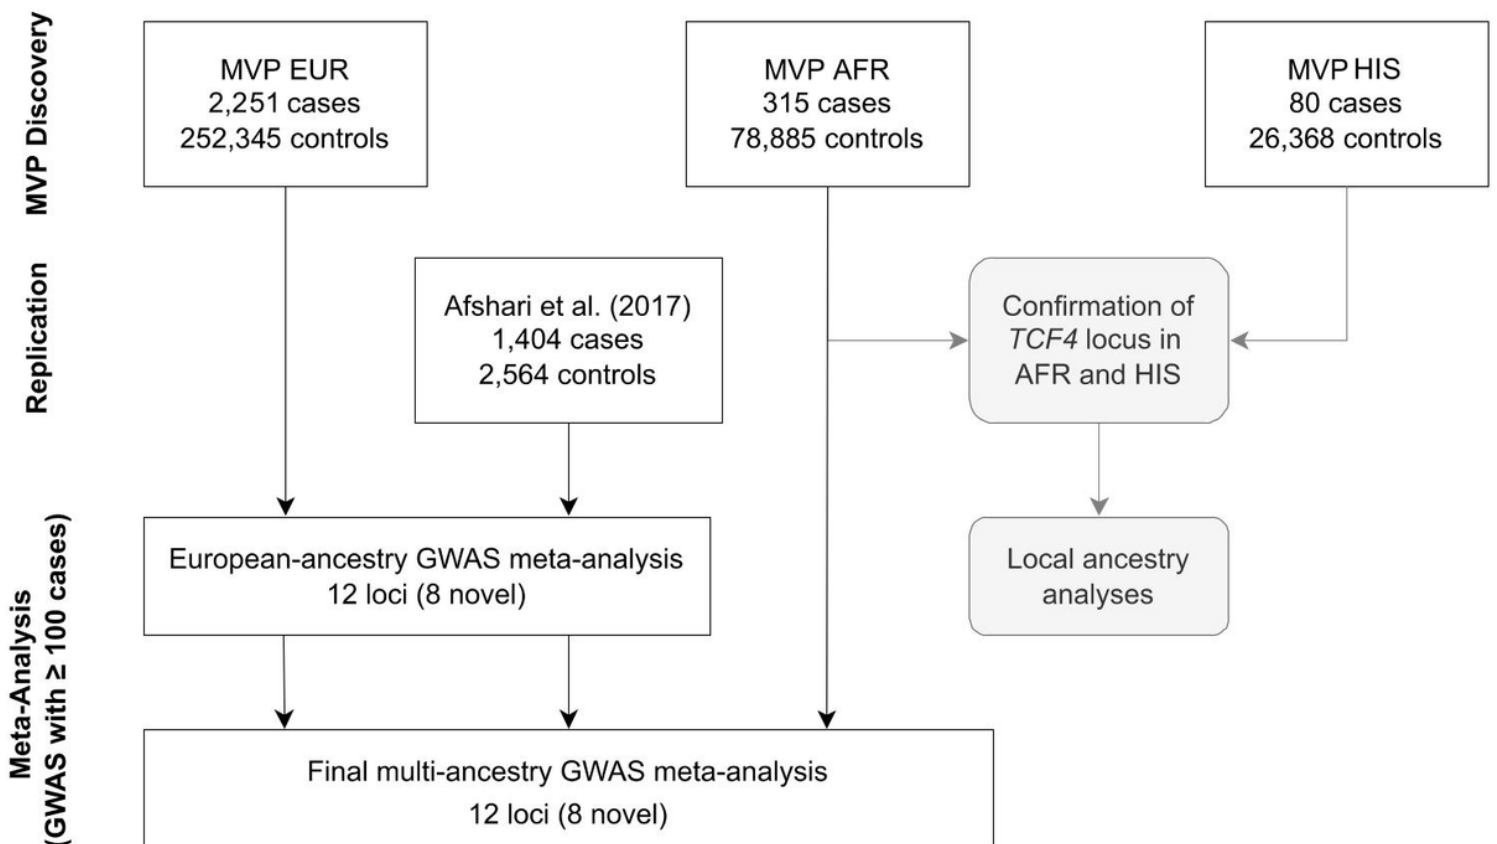 MVP Discovery
MVP EUR
2,251 cases
252,345 controls
MVP AFR
315 cases
78,885 controls
MVP HIS
80 cases
26,368 controls
Replication
Afshari et al. (2017)
1,404 cases
2,564 controls
Confirmation of
TCF4 locus in
AFR and HIS
Meta-Analysis
(GWAS with ≥ 100 cases)
European-ancestry GWAS meta-analysis
12 loci (8 novel)
Local ancestry
analyses
Final multi-ancestry GWAS meta-analysis
12 loci (8 novel)